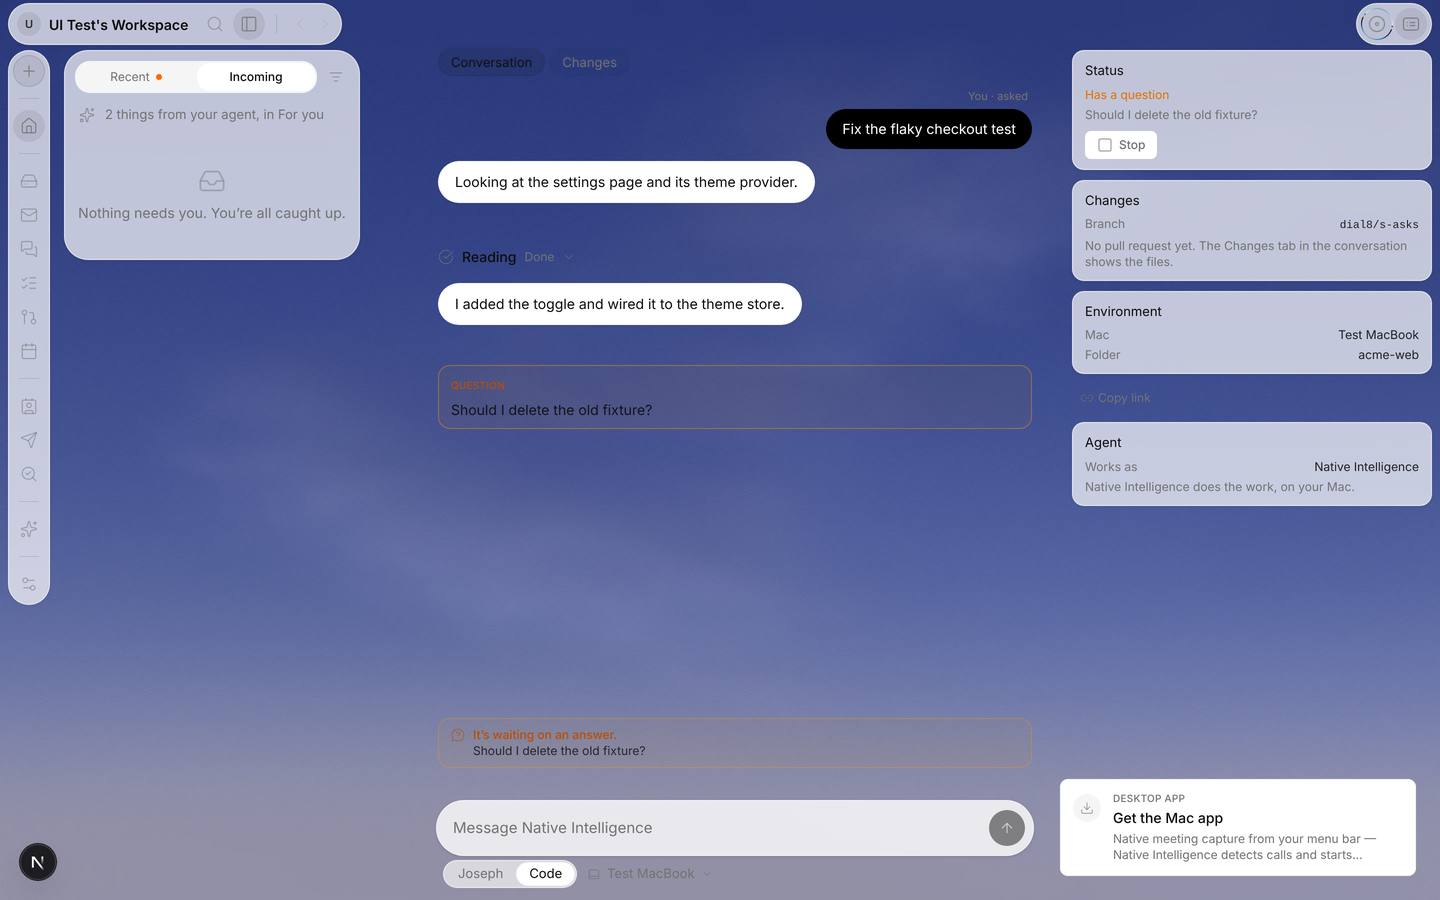 U UI Test's Workspace
Recent
Incoming
2 things from your agent, in For you
Nothing needs you. You're all caught up.
Conversation
Changes
You · asked
Fix the flaky checkout test
Looking at the settings page and its theme provider.
Reading Done
I added the toggle and wired it to the theme store.
QUESTION
Should I delete the old fixture?
It's waiting on an answer.
Should I delete the old fixture?
Message Native Intelligence
Joseph
Code
Test MacBook
N
Status
Has a question
Should I delete the old fixture?
Stop
Changes
Branch dial8/s-asks
No pull request yet. The Changes tab in the conversation
shows the files.
Environment
Mac Test MacBook
Folder acme-web
Copy link
Agent
Works as Native Intelligence
Native Intelligence does the work, on your Mac.
DESKTOP APP
Get the Mac app
Native meeting capture from your menu bar —
Native Intelligence detects calls and starts...